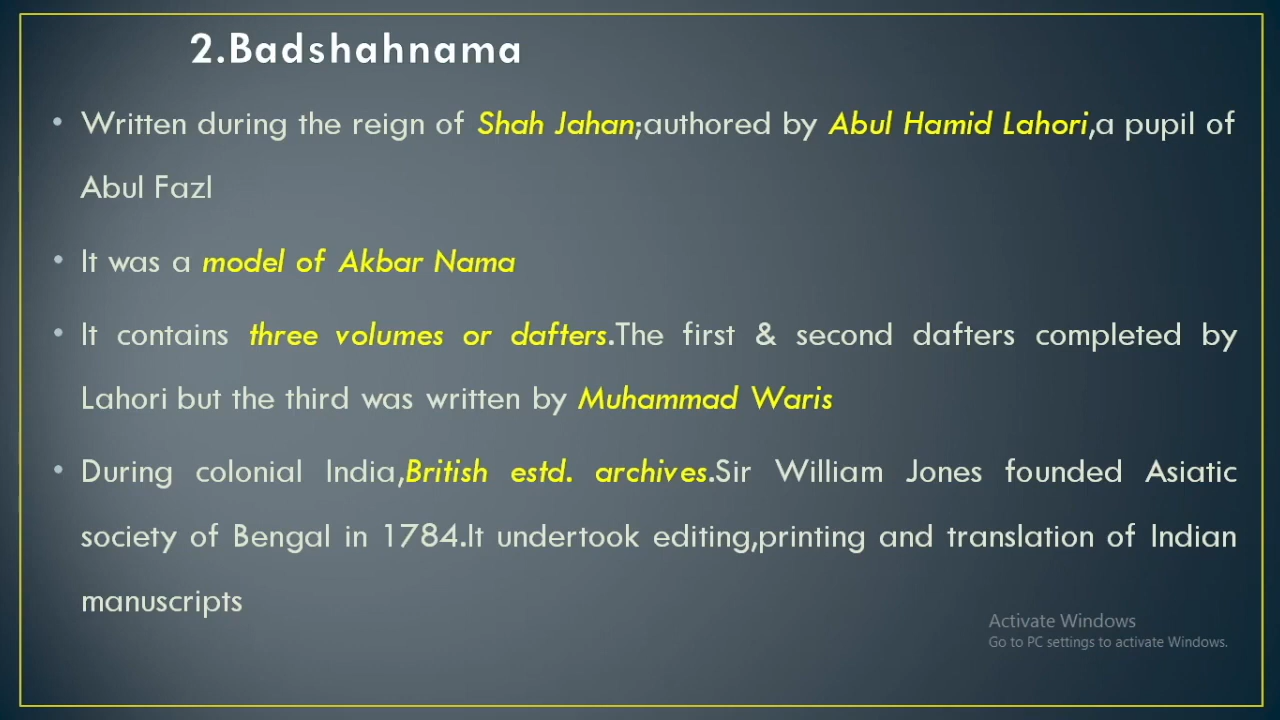 2.Badshahnama
• Written during the reign of Shah Jahan;authored by Abul Hamid Lahori,a pupil of
Abul Fazl
• It was a model of Akbar Nama
• It contains three volumes or dafters.The first & second dafters completed by
Lahori but the third was written by Muhammad Waris
• During colonial India,British estd. archives.Sir William Jones founded Asiatic
society of Bengal in 1784.It undertook editing,printing and translation of Indian
manuscripts
Activate Windows
Go to PC settings to activate Windows.